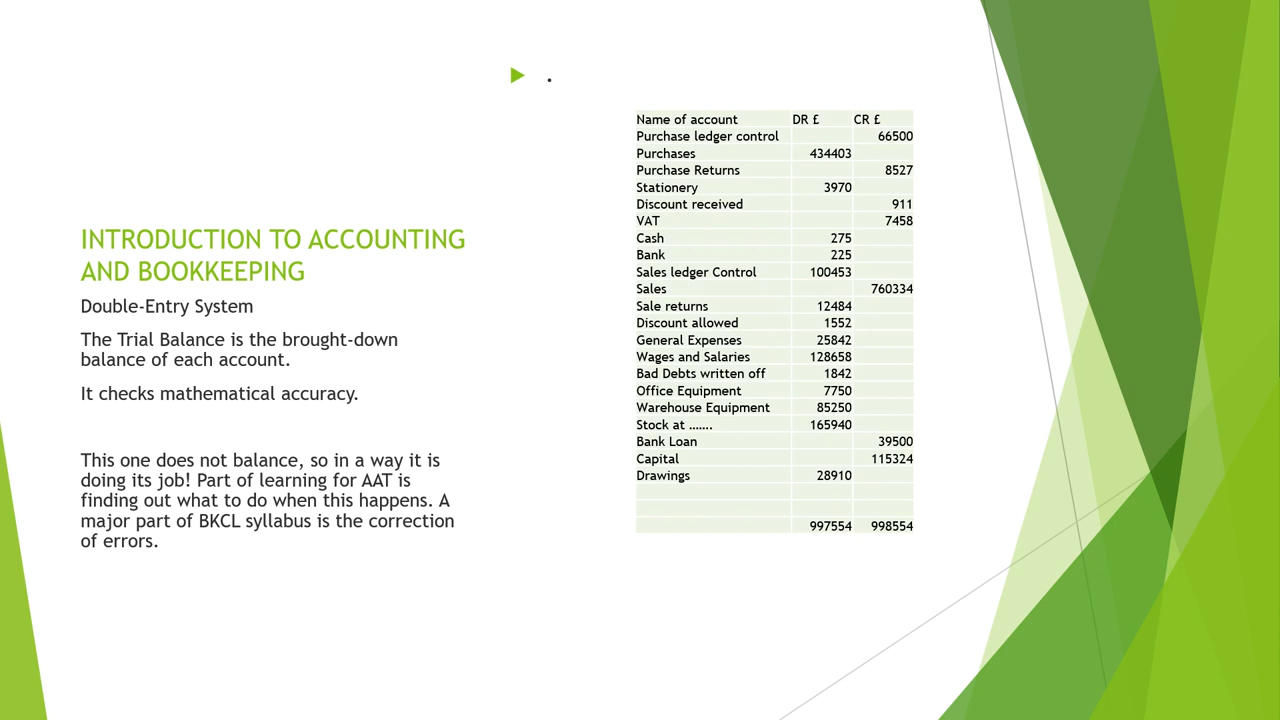 .
INTRODUCTION TO ACCOUNTING
AND BOOKKEEPING
Double-Entry System
The Trial Balance is the brought-down
balance of each account.
It checks mathematical accuracy.
This one does not balance, so in a way it is
doing its job! Part of learning for AAT is
finding out what to do when this happens. A
major part of BKCL syllabus is the correction
of errors.
Name of account DR £ CR £
Purchase ledger control 66500
Purchases 434403
Purchase Returns 8527
Stationery 3970
Discount received 911
VAT 7458
Cash 275
Bank 225
Sales ledger Control 100453
Sales 760334
Sale returns 12484
Discount allowed 1552
General Expenses 25842
Wages and Salaries 128658
Bad Debts written off 1842
Office Equipment 7750
Warehouse Equipment 85250
Stock at ....... 165940
Bank Loan 39500
Capital 115324
Drawings 28910
997554 998554